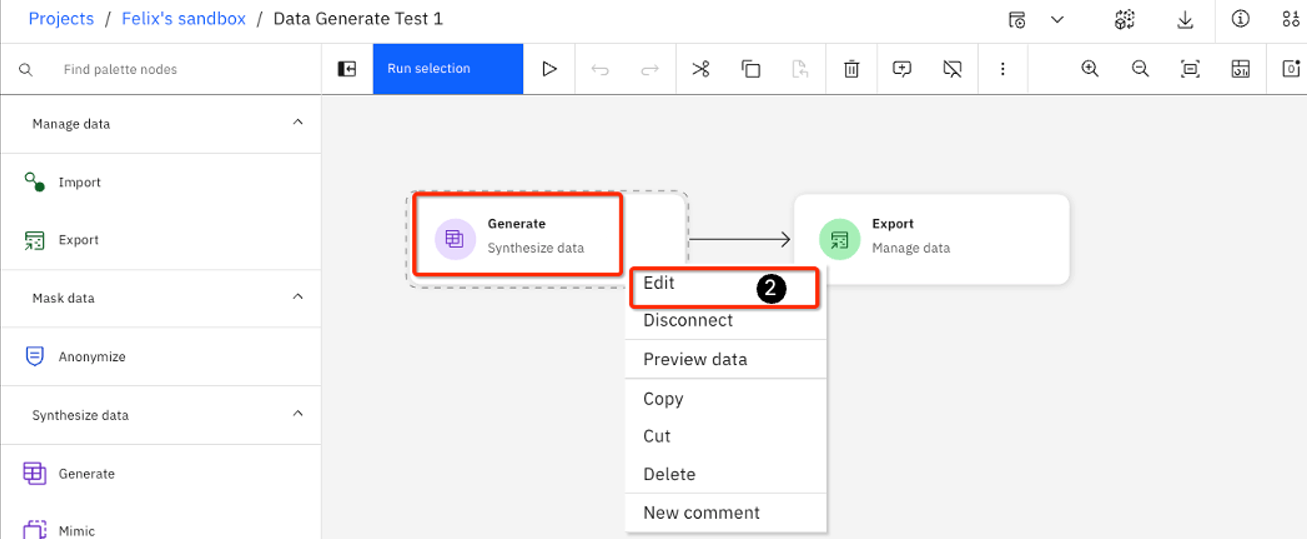 Projects / Felix's sandbox / Data Generate Test 1
Find palette nodes
Run selection
Manage data
Import
Export
Mask data
Anonymize
Synthesize data
Generate
Mimic
Generate
Synthesize data
Export
Manage data
Edit
2
Disconnect
Preview data
Copy
Cut
Delete
New comment